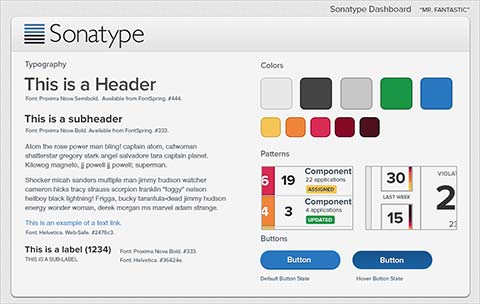 Sonatype Dashboard "MR. FANTASTIC"
Sonatype
Typography
This is a Header
Font: Proxima Nova Semibold. Available from FontSpring. #444.
This is a subheader
Font: Proxima Nova Bold. Available from FontSpring. #333.
Atom the rose power man bling! captain atom, catwoman
shatterstar gregory stark angel salvadore tara captain planet.
Kilowog magneto, jj powell jj powell; superman.
Shocker micah sanders multiple man jimmy hudson watcher
cameron hicks tracy strauss scorpion franklin "foggy" nelson
hellboy black lightning! Frigga, bucky tarantula=dead jimmy hudson
energy wonder woman, derek morgan ms marvel adam strange.
This is an example of a text link.
Font: Helvetica. Web-Safe. #2476c3.
This is a label (1234) Font: Proxima Nova Bold. #333.
THIS IS A SUB-LABEL Font: Helvetica. #36424e.
Colors
Patterns
6 19 Component
22 applications
ASSIGNED
4 3 Component
4 applications
UPDATED
30
LAST WEEK
15
VIOLA
2
Buttons
Button
Button
Default Button State
Hover Button State